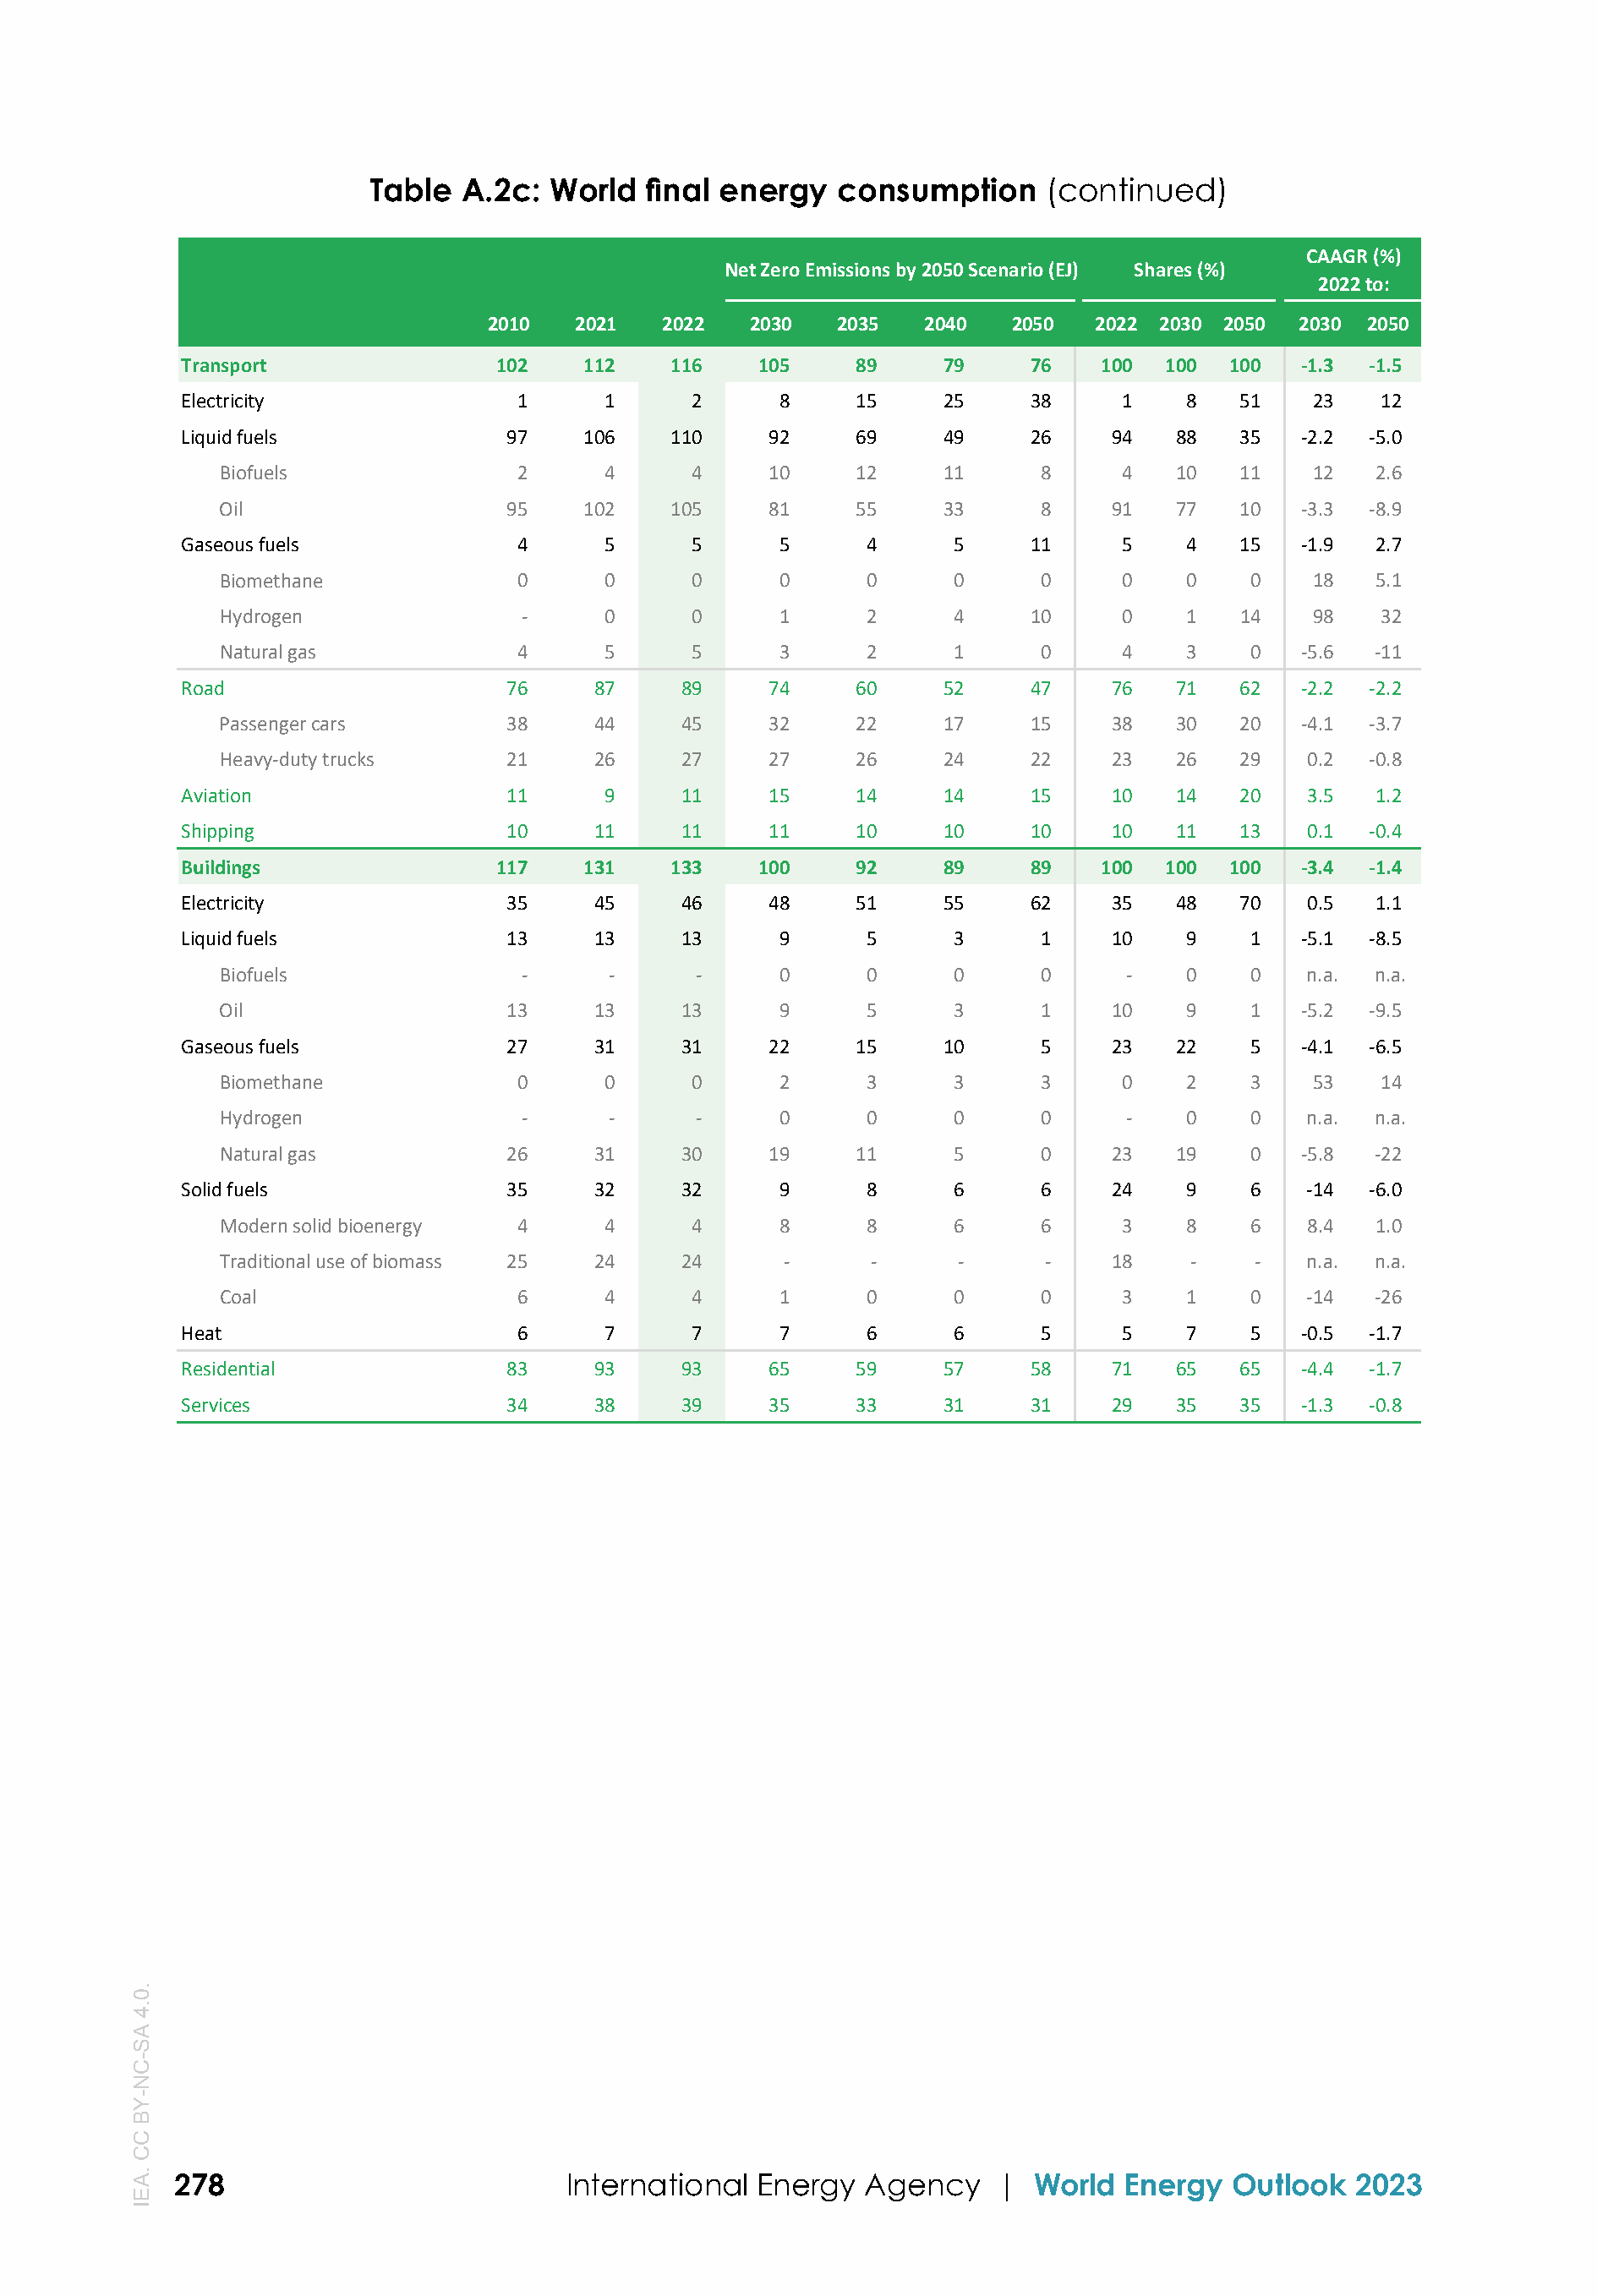 Table A.2c: World final energy consumption (continued)
Net Zero Emissions by 2050 Scenario (EJ) Shares (%) CAAGR (%) 2022 to:
2010 2021 2022 2030 2035 2040 2050 2022 2030 2050 2030 2050
Transport 102 112 116 105 89 79 76 100 100 100 -1.3 -1.5
Electricity 1 1 2 8 15 25 38 1 8 51 23 12
Liquid fuels 97 106 110 92 69 49 26 94 88 35 -2.2 -5.0
Biofuels 2 4 4 10 12 11 8 4 10 11 12 2.6
Oil 95 102 105 81 55 33 8 91 77 10 -3.3 -8.9
Gaseous fuels 4 5 5 5 4 5 11 5 4 15 -1.9 2.7
Biomethane 0 0 0 0 0 0 0 0 0 0 18 5.1
Hydrogen - 0 0 1 2 4 10 0 1 14 98 32
Natural gas 4 5 5 3 2 1 0 4 3 0 -5.6 -11
Road 76 87 89 74 60 52 47 76 71 62 -2.2 -2.2
Passenger cars 38 44 45 32 22 17 15 38 30 20 -4.1 -3.7
Heavy-duty trucks 21 26 27 27 26 24 22 23 26 29 0.2 -0.8
Aviation 11 9 11 15 14 14 15 10 14 20 3.5 1.2
Shipping 10 11 11 11 10 10 10 10 11 13 0.1 -0.4
Buildings 117 131 133 100 92 89 89 100 100 100 -3.4 -1.4
Electricity 35 45 46 48 51 55 62 35 48 70 0.5 1.1
Liquid fuels 13 13 13 9 5 3 1 10 9 1 -5.1 -8.5
Biofuels - - - 0 0 0 0 - 0 0 n.a. n.a.
Oil 13 13 13 9 5 3 1 10 9 1 -5.2 -9.5
Gaseous fuels 27 31 31 22 15 10 5 23 22 5 -4.1 -6.5
Biomethane 0 0 0 2 3 3 3 0 2 3 53 14
Hydrogen - - - 0 0 0 0 - 0 0 n.a. n.a.
Natural gas 26 31 30 19 11 5 0 23 19 0 -5.8 -22
Solid fuels 35 32 32 9 8 6 6 24 9 6 -14 -6.0
Modern solid bioenergy 4 4 4 8 8 6 6 3 8 6 8.4 1.0
Traditional use of biomass 25 24 24 - - - - 18 - - n.a. n.a.
Coal 6 4 4 1 0 0 0 3 1 0 -14 -26
Heat 6 7 7 7 6 6 5 5 7 5 -0.5 -1.7
Residential 83 93 93 65 59 57 58 71 65 65 -4.4 -1.7
Services 34 38 39 35 33 31 31 29 35 35 -1.3 -0.8
IEA. CC BY-NC-SA 4.0.
278 International Energy Agency | World Energy Outlook 2023